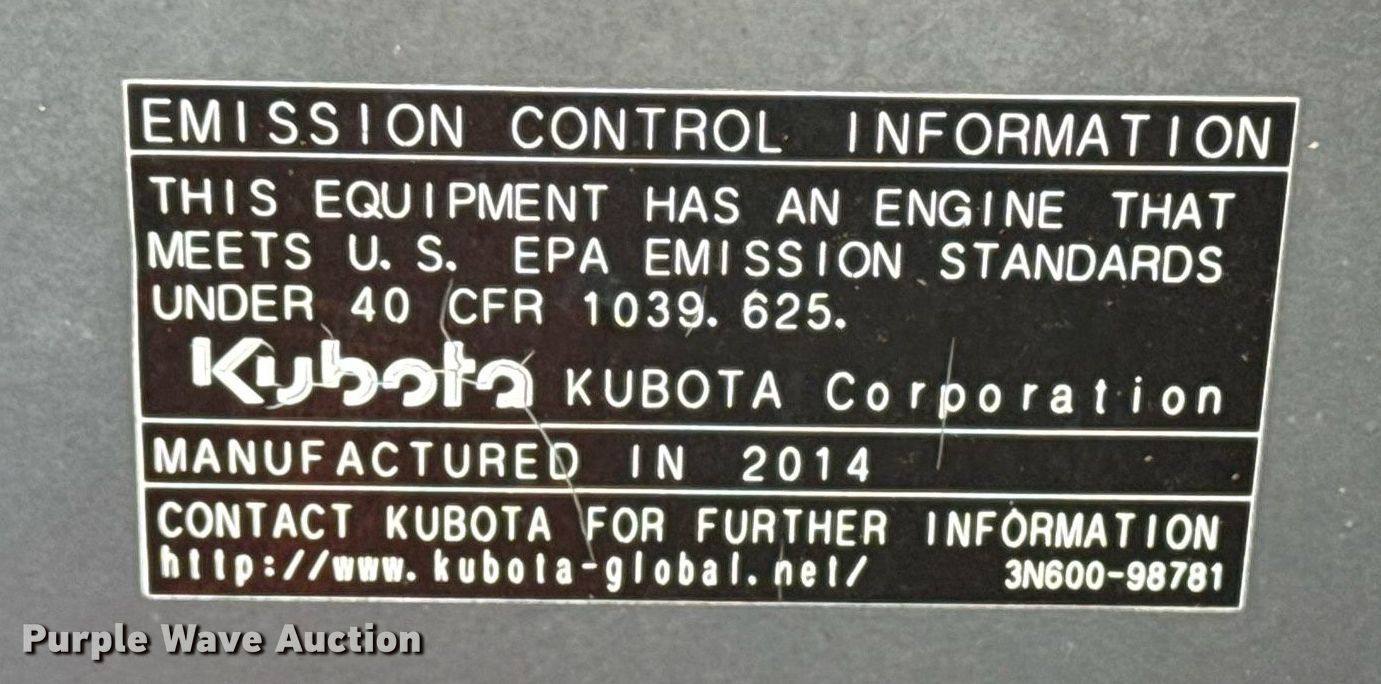 EMISSION CONTROL INFORMATION
THIS EQUIPMENT HAS AN ENGINE THAT
MEETS U.S. EPA EMISSION STANDARDS
UNDER 40 CFR 1039.625.
Kubota KUBOTA Corporation
MANUFACTURED IN 2014
CONTACT KUBOTA FOR FURTHER INFORMATION
http://www.kubota-global.net/ 3N600-98781
Purple Wave Auction